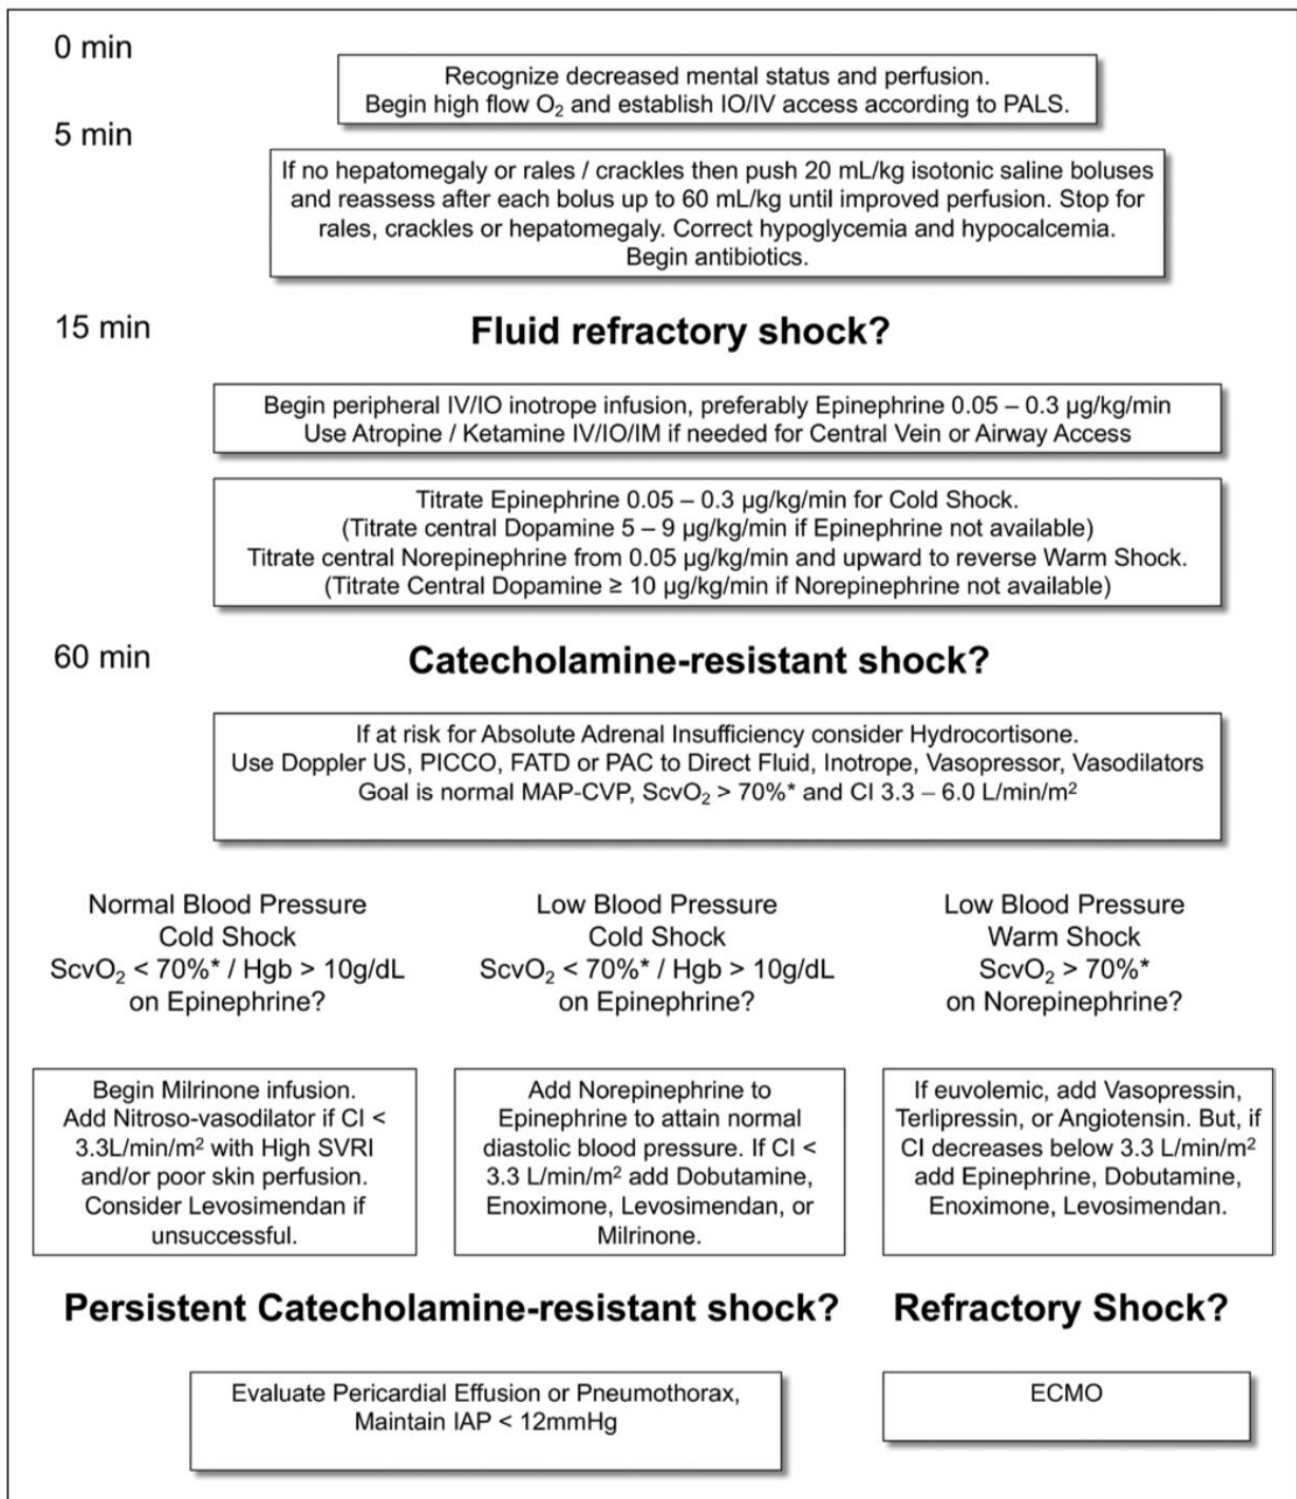 0 min
Recognize decreased mental status and perfusion.
Begin high flow O₂ and establish IO/IV access according to PALS.
5 min
If no hepatomegaly or rales / crackles then push 20 mL/kg isotonic saline boluses
and reassess after each bolus up to 60 mL/kg until improved perfusion. Stop for
rales, crackles or hepatomegaly. Correct hypoglycemia and hypocalcemia.
Begin antibiotics.
15 min
Fluid refractory shock?
Begin peripheral IV/IO inotrope infusion, preferably Epinephrine 0.05 – 0.3 µg/kg/min
Use Atropine / Ketamine IV/IO/IM if needed for Central Vein or Airway Access
Titrate Epinephrine 0.05 – 0.3 µg/kg/min for Cold Shock.
(Titrate central Dopamine 5 – 9 µg/kg/min if Epinephrine not available)
Titrate central Norepinephrine from 0.05 µg/kg/min and upward to reverse Warm Shock.
(Titrate Central Dopamine ≥ 10 µg/kg/min if Norepinephrine not available)
60 min
Catecholamine-resistant shock?
If at risk for Absolute Adrenal Insufficiency consider Hydrocortisone.
Use Doppler US, PICCO, FATD or PAC to Direct Fluid, Inotrope, Vasopressor, Vasodilators
Goal is normal MAP-CVP, ScvO₂ > 70%* and CI 3.3 – 6.0 L/min/m²
Normal Blood Pressure
Cold Shock
ScvO₂ < 70%* / Hgb > 10g/dL
on Epinephrine?
Low Blood Pressure
Cold Shock
ScvO₂ < 70%* / Hgb > 10g/dL
on Epinephrine?
Low Blood Pressure
Warm Shock
ScvO₂ > 70%*
on Norepinephrine?
Begin Milrinone infusion.
Add Nitroso-vasodilator if CI <
3.3L/min/m² with High SVRI
and/or poor skin perfusion.
Consider Levosimendan if
unsuccessful.
Add Norepinephrine to
Epinephrine to attain normal
diastolic blood pressure. If CI <
3.3 L/min/m² add Dobutamine,
Enoximone, Levosimendan, or
Milrinone.
If euvolemic, add Vasopressin,
Terlipressin, or Angiotensin. But, if
CI decreases below 3.3 L/min/m²
add Epinephrine, Dobutamine,
Enoximone, Levosimendan.
Persistent Catecholamine-resistant shock?
Refractory Shock?
Evaluate Pericardial Effusion or Pneumothorax,
Maintain IAP < 12mmHg
ECMO